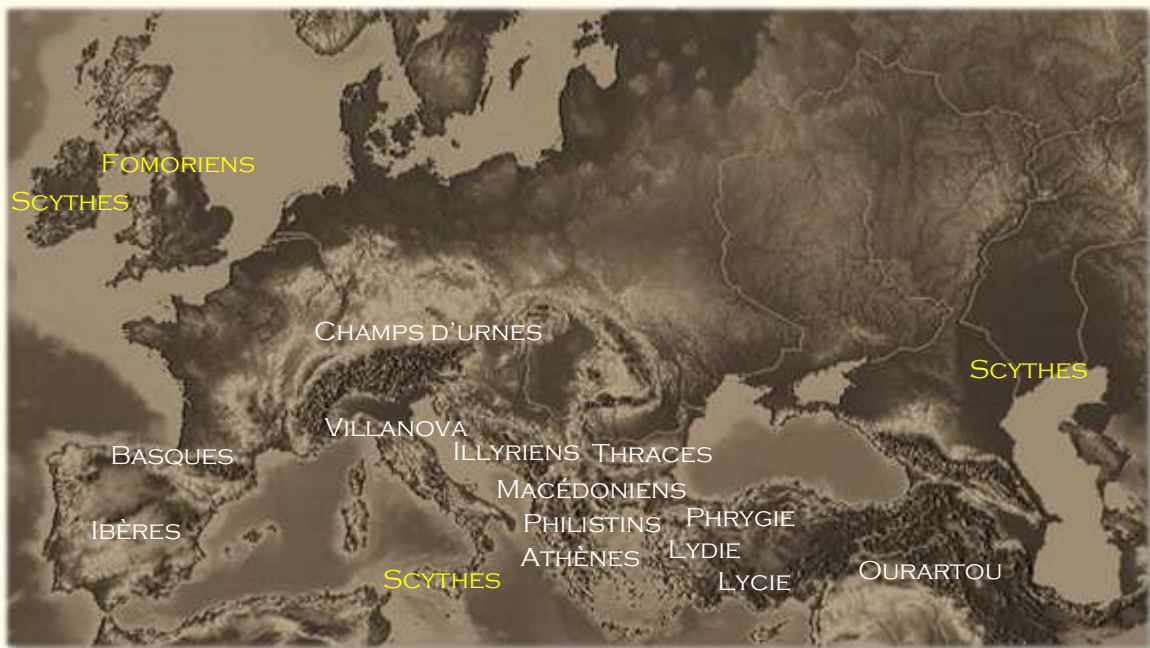 Fomoriens
Scythes
Champs d'urnes
Scythes
Villanova
Illyriens
Thraces
Basques
Macédoniens
Ibères
Philistins
Phrygie
Athènes
Lydie
Scythes
Lycie
Ourartou